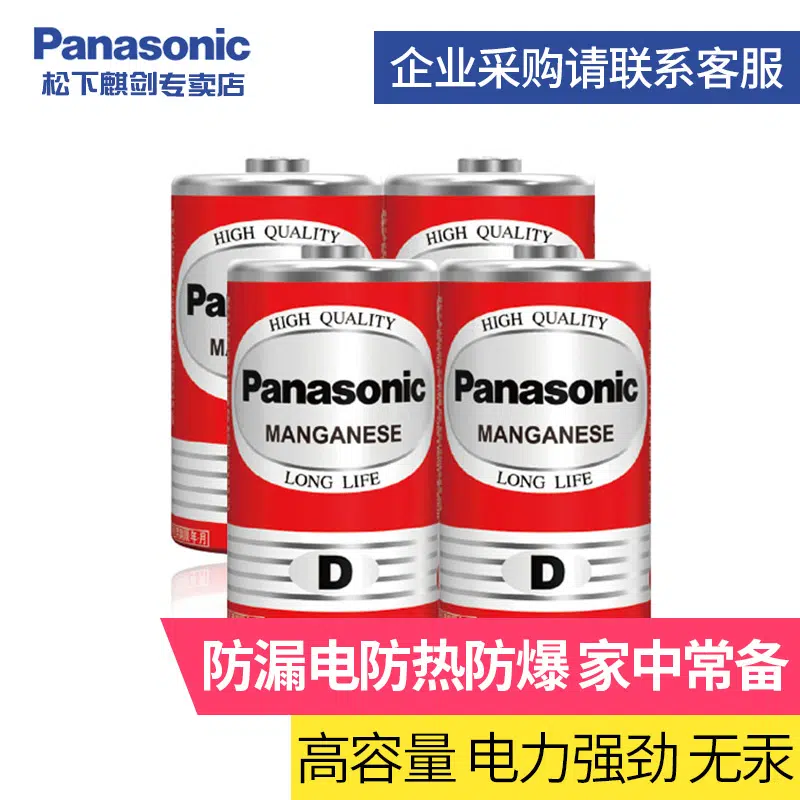 Panasonic
松下麒剑专卖店
企业采购请联系客服
HIGH QUALITY
HIGH QUALITY
HIGH QUALITY
Panasonic
MANGANESE
LONG LIFE
D
HIGH QUALITY
Panasonic
MANGANESE
LONG LIFE
D
防漏电防热防爆 家中常备
高容量 电力强劲 无汞